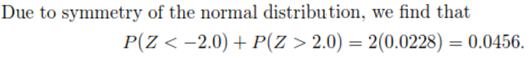 Due to symmetry of the normal distribution, we find that
P(Z < −2.0) + P(Z > 2.0) = 2(0.0228) = 0.0456.